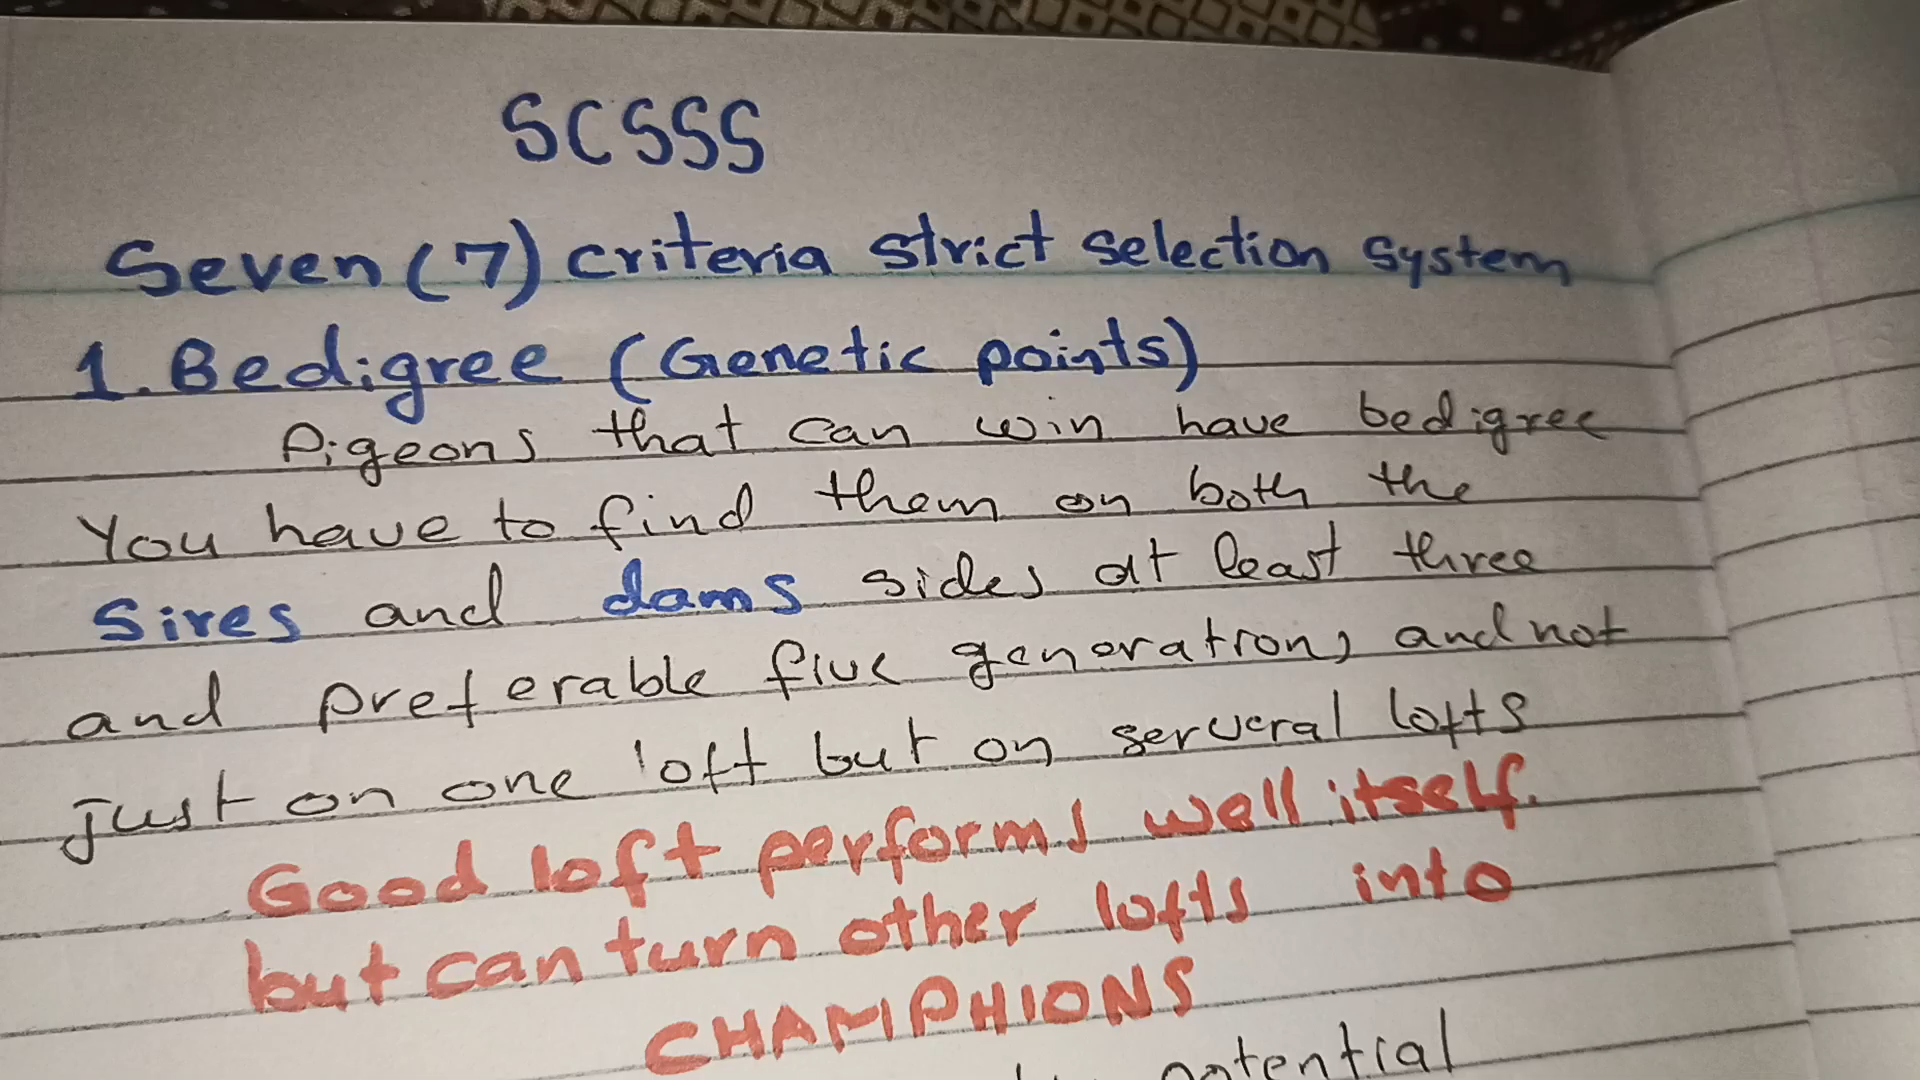 SCSSS
Seven (7) criteria strict selection system
1. Bedigree (Genetic points)
Pigeons that can win have bedigree
You have to find them on both the
Sires and dams sides at least three
and preferable five generations and not
just on one loft but on serveral lofts
Good loft performs well itself.
but can turn other lofts into
CHAMPHIONS
potential